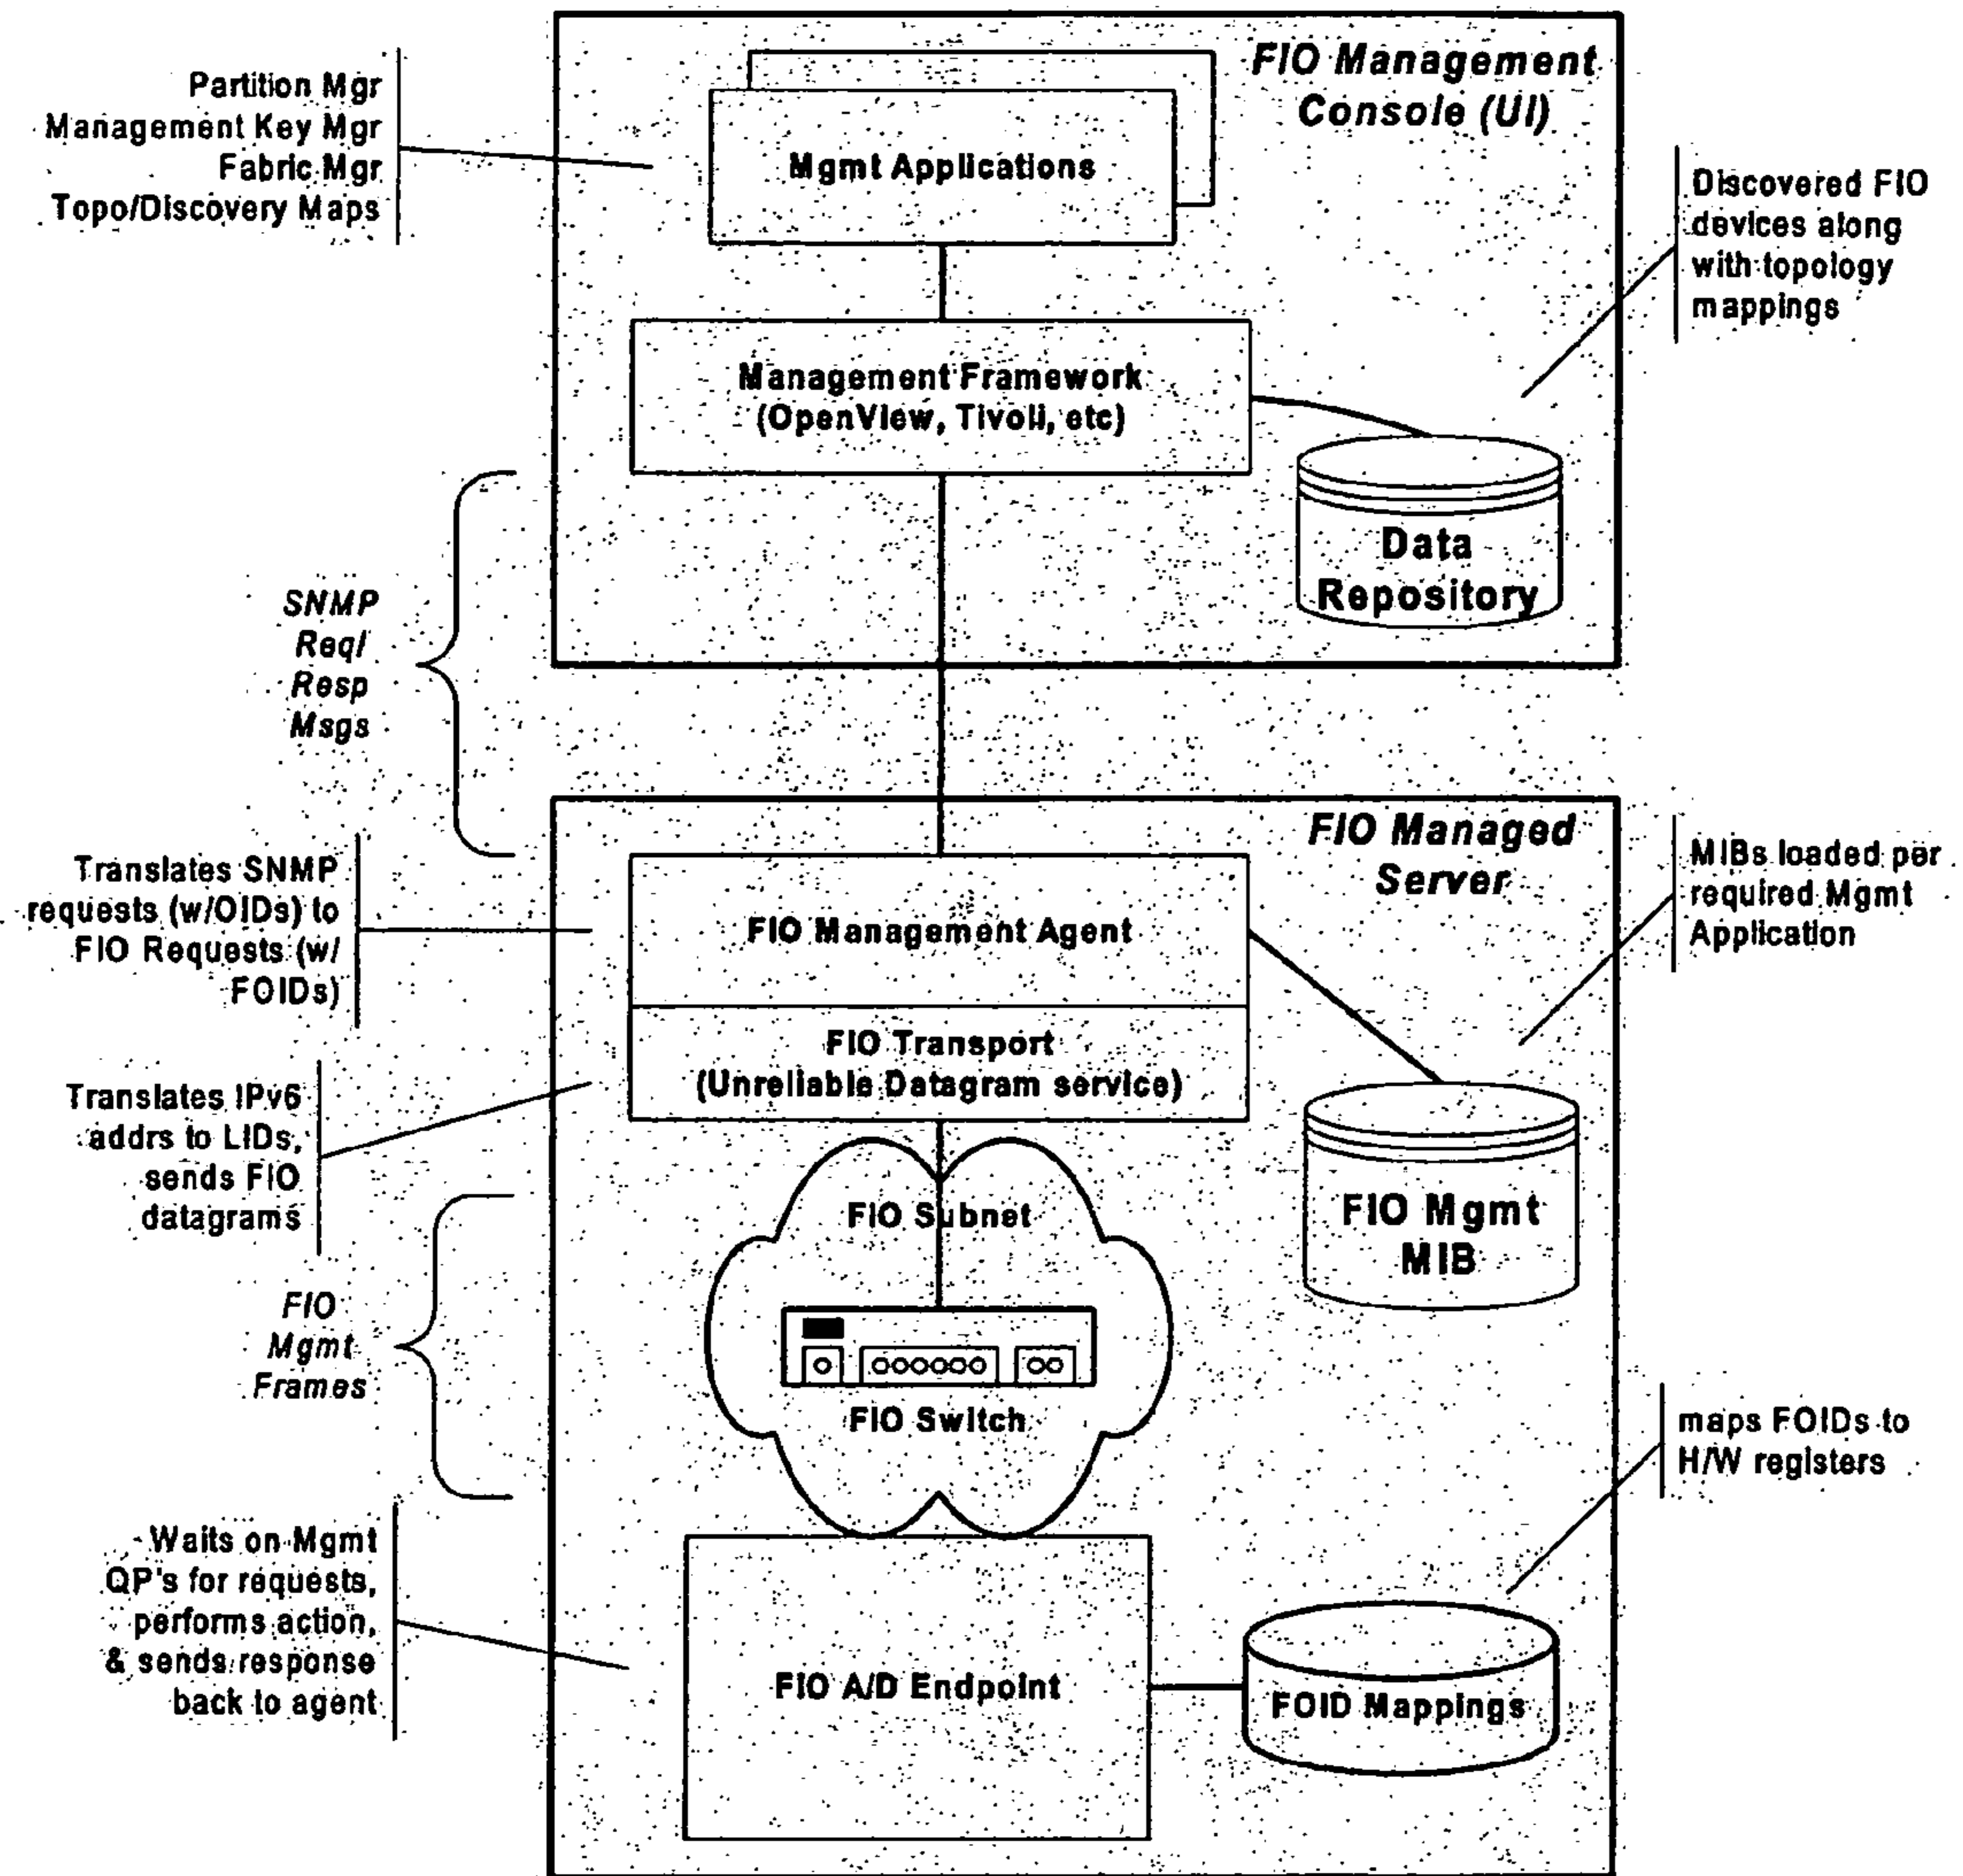 Partition Mgr
Management Key Mgr
Fabric Mgr
Topo/Discovery Maps
FIO Management
Console (UI)
Mgmt Applications
Discovered FIO
devices along
with topology
mappings
Management Framework
(OpenView, Tivoli, etc)
Data
Repository
SNMP
Req/
Resp
Msgs
FIO Managed
Server
Translates SNMP
requests (w/OIDs) to
FIO Requests (w/
FOIDs)
FIO Management Agent
MIBs loaded per
required Mgmt
Application
FIO Transport
(Unreliable Datagram service)
Translates IPv6
addrs to LIDs,
sends FIO
datagrams
FIO Subnet
FIO Mgmt
MIB
FIO
Mgmt
Frames
FIO Switch
maps FOIDs to
H/W registers
Waits on Mgmt
QP's for requests,
performs action,
& sends response
back to agent
FIO A/D Endpoint
FOID Mappings